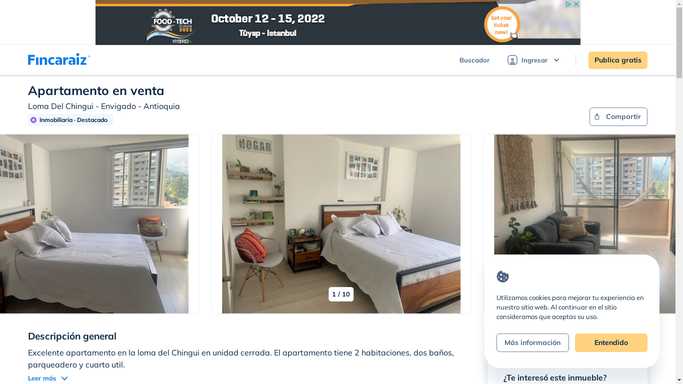 FOOD-TECH
October 12 - 15, 2022
Tüyap - Istanbul
Get your
ticket
now!
Fincaraiz
Buscador
Ingresar
Publica gratis
Apartamento en venta
Loma Del Chingui - Envigado - Antioquia
Inmobiliaria · Destacado
Compartir
HOGAR
1 / 10
Utilizamos cookies para mejorar tu experiencia en
nuestro sitio web. Al continuar en el sitio
consideramos que aceptas su uso.
Más información
Entendido
Descripción general
Excelente apartamento en la loma del Chingui en unidad cerrada. El apartamento tiene 2 habitaciones, dos baños,
parqueadero y cuarto util.
Leer más
¿Te interesó este inmueble?